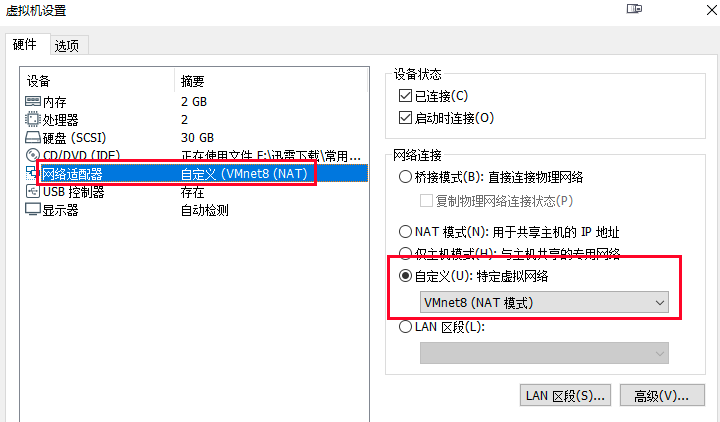 虚拟机设置
硬件 选项
设备 摘要
内存 2 GB
处理器 2
硬盘 (SCSI) 30 GB
CD/DVD (IDE) 正在使用文件 F:\迅雷下载\常用...
网络适配器 自定义 (VMnet8 (NAT)
USB 控制器 存在
显示器 自动检测
设备状态
已连接(C)
启动时连接(O)
网络连接
桥接模式(B): 直接连接物理网络
复制物理网络连接状态(P)
NAT 模式(N): 用于共享主机的 IP 地址
仅主机模式(H): 与主机共享的专用网络
自定义(U): 特定虚拟网络
VMnet8 (NAT 模式)
LAN 区段(L):
LAN 区段(S)... 高级(V)...